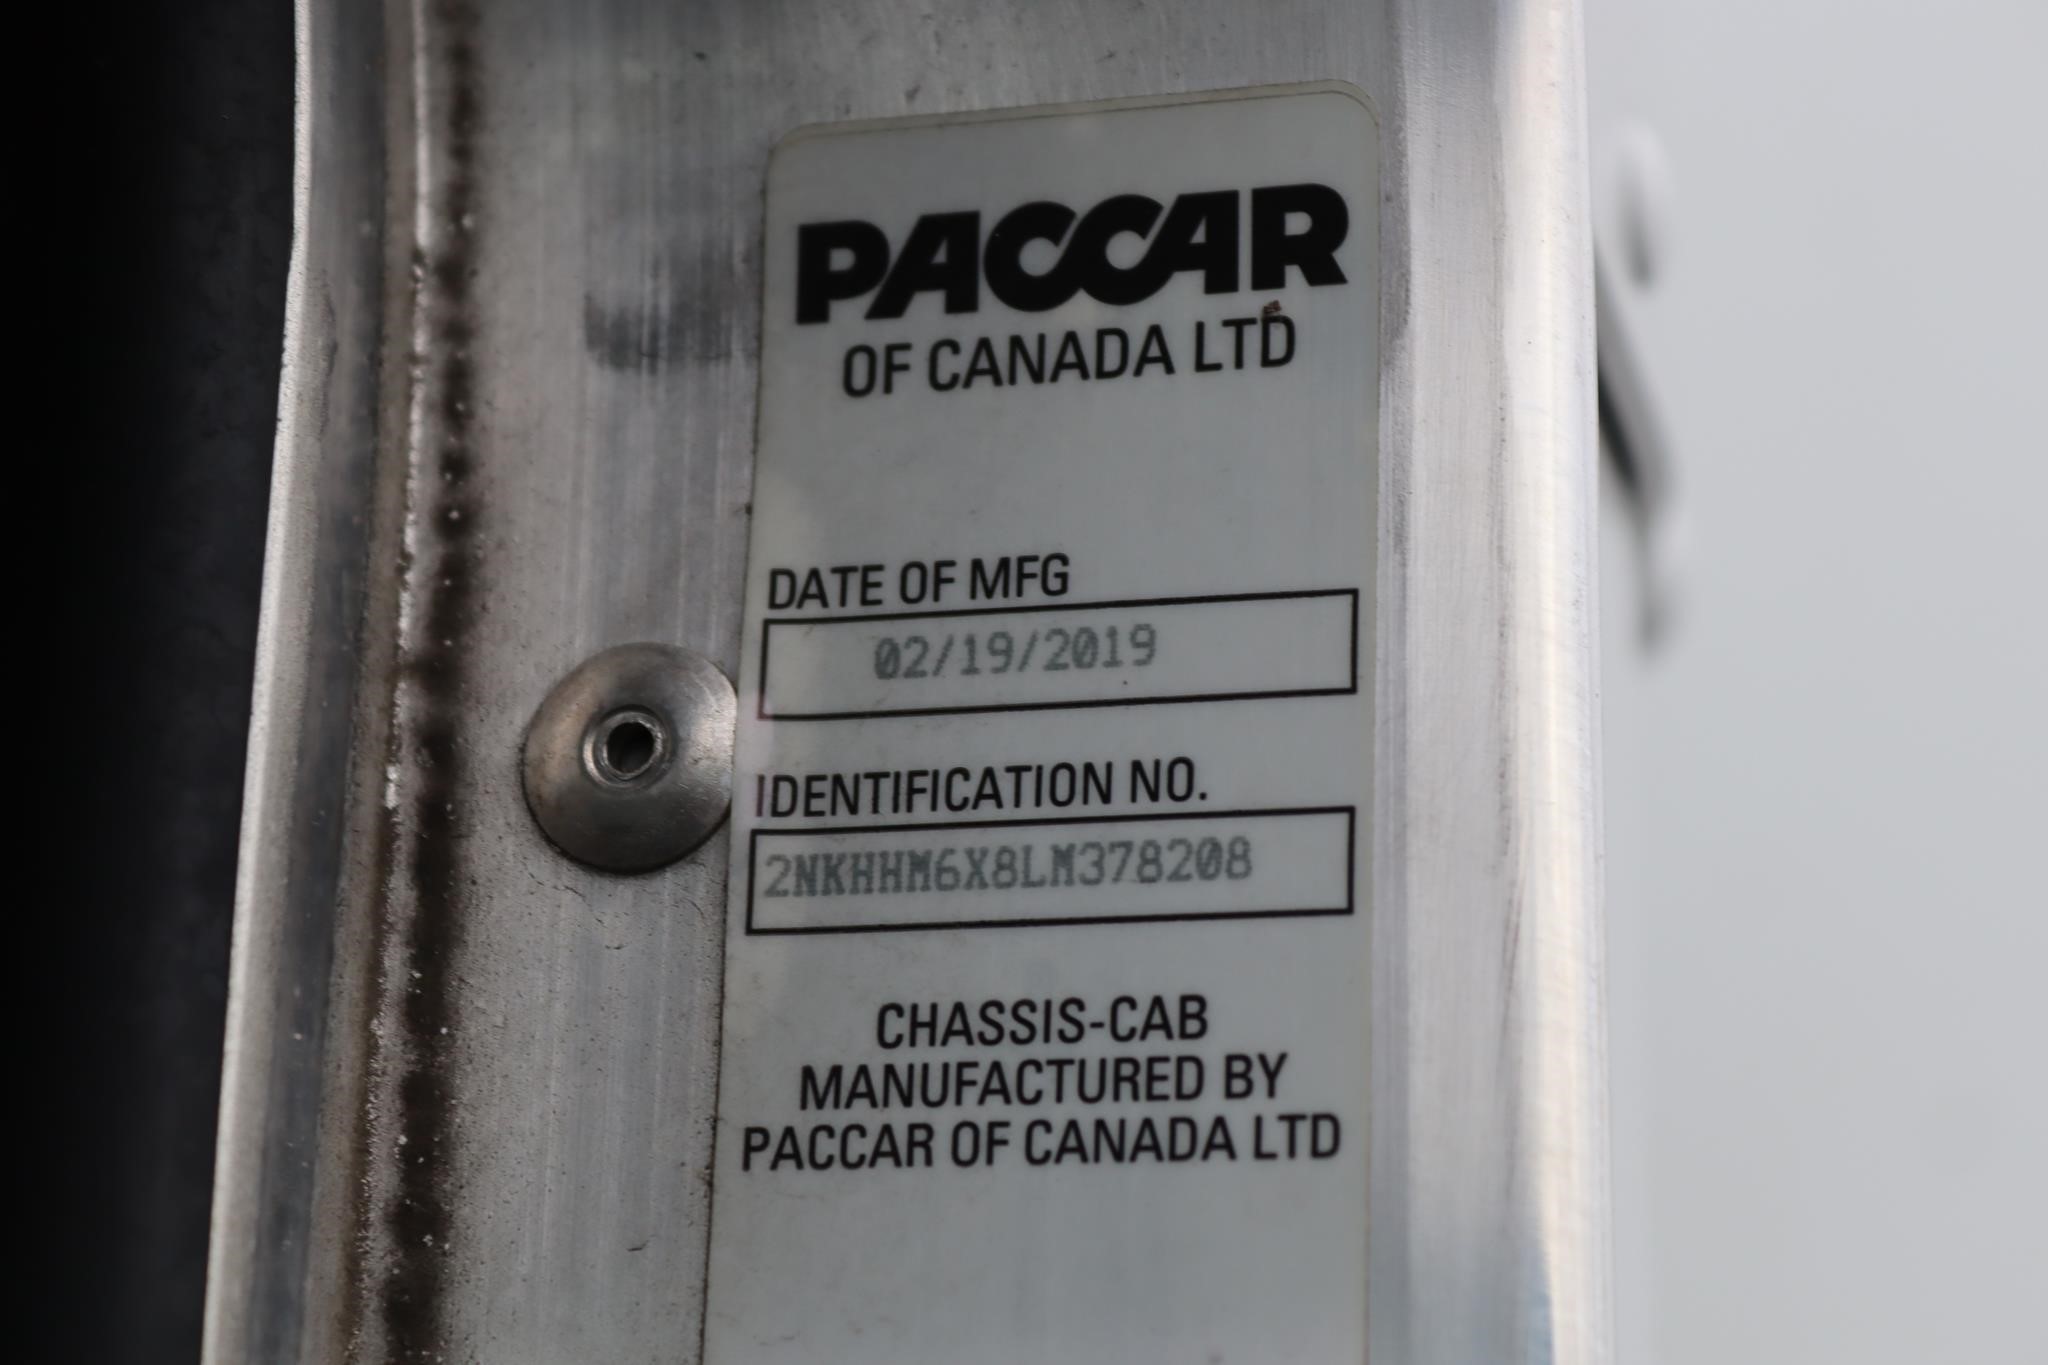 PACCAR
OF CANADA LTD
DATE OF MFG
02/19/2019
IDENTIFICATION NO.
2NKHHM6X8LM378208
CHASSIS-CAB
MANUFACTURED BY
PACCAR OF CANADA LTD